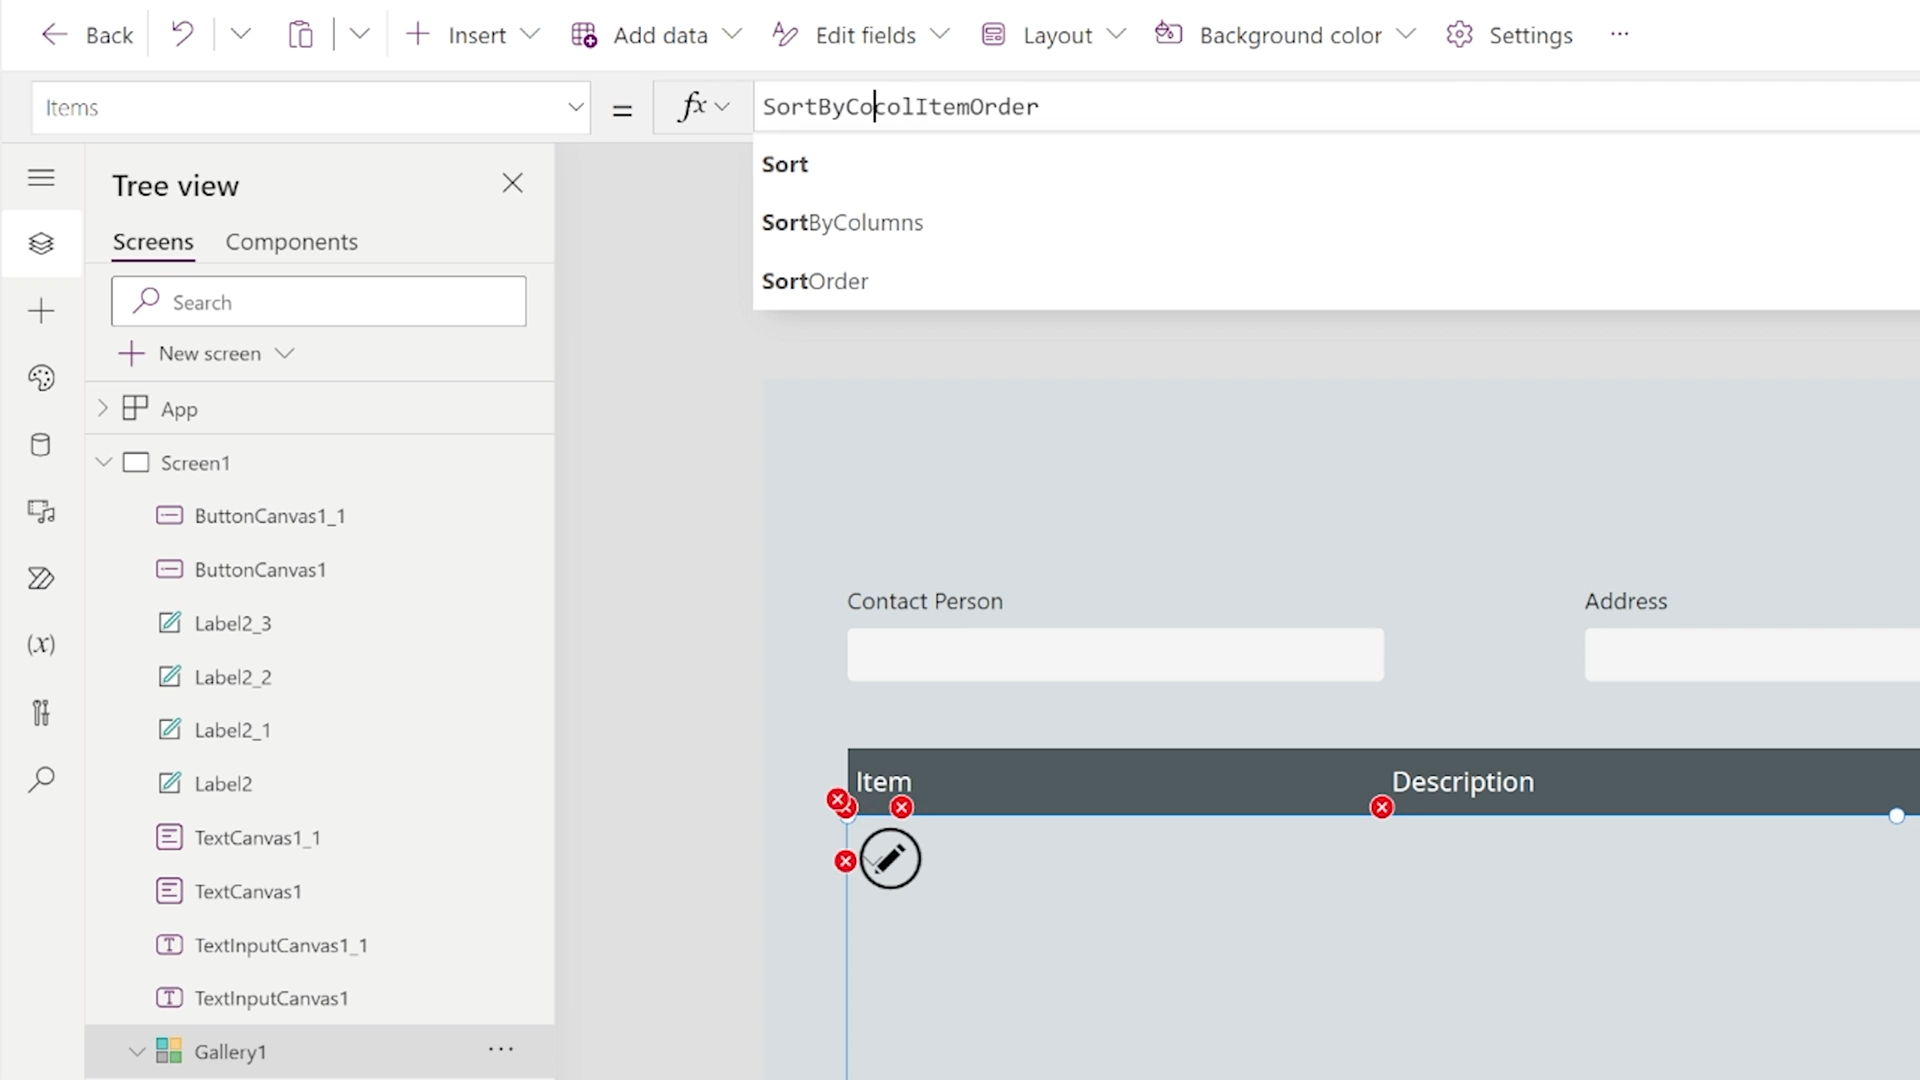 Back
Insert
Add data
Edit fields
Layout
Background color
Settings
Items
=
fx
SortByCocolItemOrder
Sort
SortByColumns
SortOrder
Tree view
Screens
Components
Search
New screen
App
Screen1
ButtonCanvas1_1
ButtonCanvas1
Label2_3
Label2_2
Label2_1
Label2
TextCanvas1_1
TextCanvas1
TextInputCanvas1_1
TextInputCanvas1
Gallery1
(x)
Contact Person
Address
Item
Description